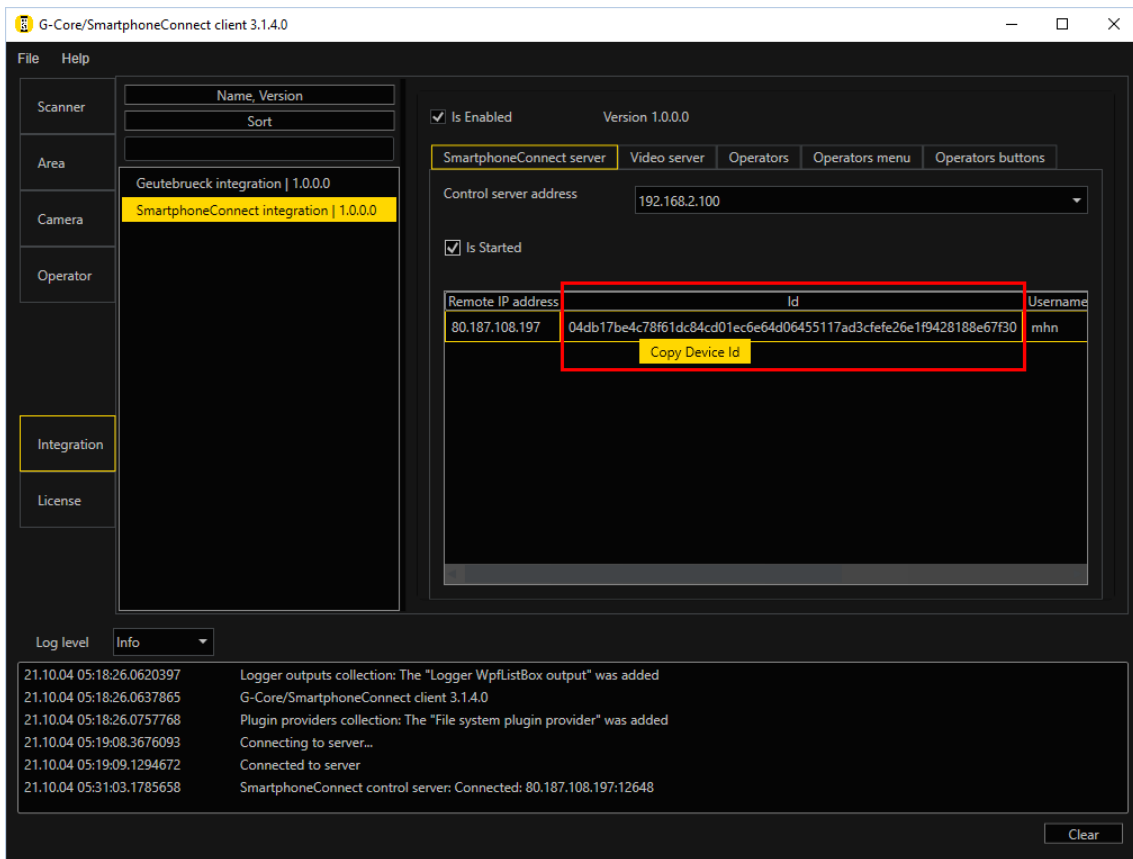 G-Core/SmartphoneConnect client 3.1.4.0
File Help
Scanner
Area
Camera
Operator
Integration
License
Name, Version
Sort
Geutebrueck integration | 1.0.0.0
SmartphoneConnect integration | 1.0.0.0
Is Enabled Version 1.0.0.0
SmartphoneConnect server Video server Operators Operators menu Operators buttons
Control server address 192.168.2.100
Is Started
Remote IP address Id Username
80.187.108.197 04db17be4c78f61dc84cd01ec6e64d06455117ad3cfefe26e1f9428188e67f30 mhn
Copy Device Id
Log level Info
21.10.04 05:18:26.0620397 Logger outputs collection: The "Logger WpfListBox output" was added
21.10.04 05:18:26.0637865 G-Core/SmartphoneConnect client 3.1.4.0
21.10.04 05:18:26.0757768 Plugin providers collection: The "File system plugin provider" was added
21.10.04 05:19:08.3676093 Connecting to server...
21.10.04 05:19:09.1294672 Connected to server
21.10.04 05:31:03.1785658 SmartphoneConnect control server: Connected: 80.187.108.197:12648
Clear